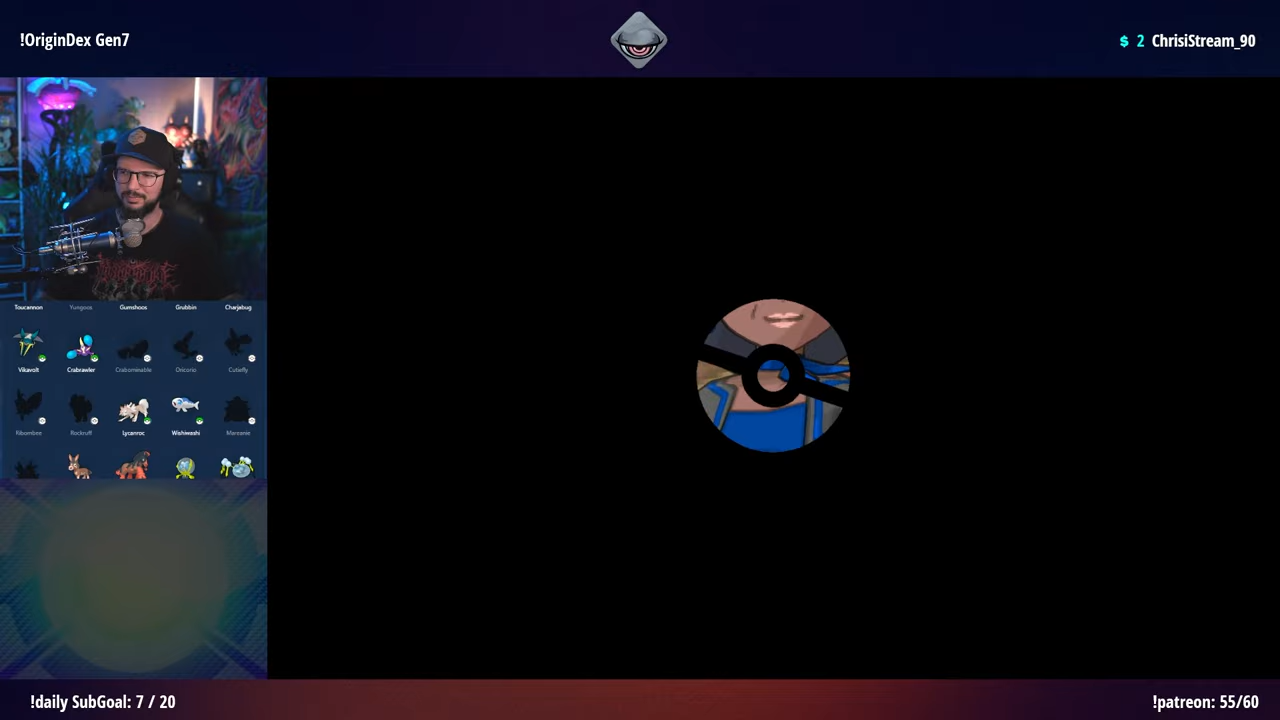 !OriginDex Gen7
$ 2 ChrisiStream_90
Toucannon Yungoos Gumshoos Grubbin Charjabug
Vikavolt Crabrawler Crabominable Oricorio Cutiefly
Ribombee Rockruff Lycanroc Wishiwashi Mareanie
!daily SubGoal: 7 / 20
!patreon: 55/60